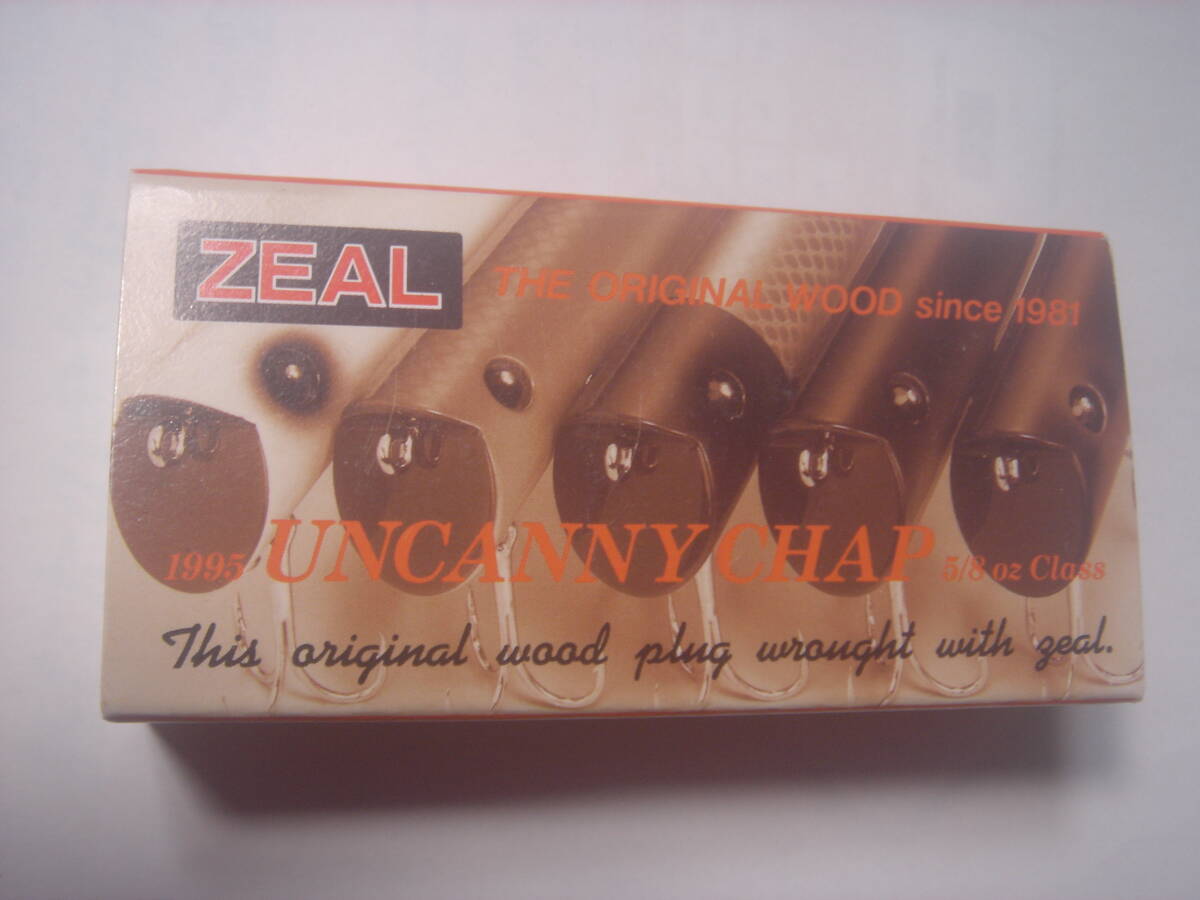 ZEAL
THE ORIGINAL WOOD since 1981
1995 UNCANNY CHAP 5/8 oz Class
This original wood plug wrought with zeal.